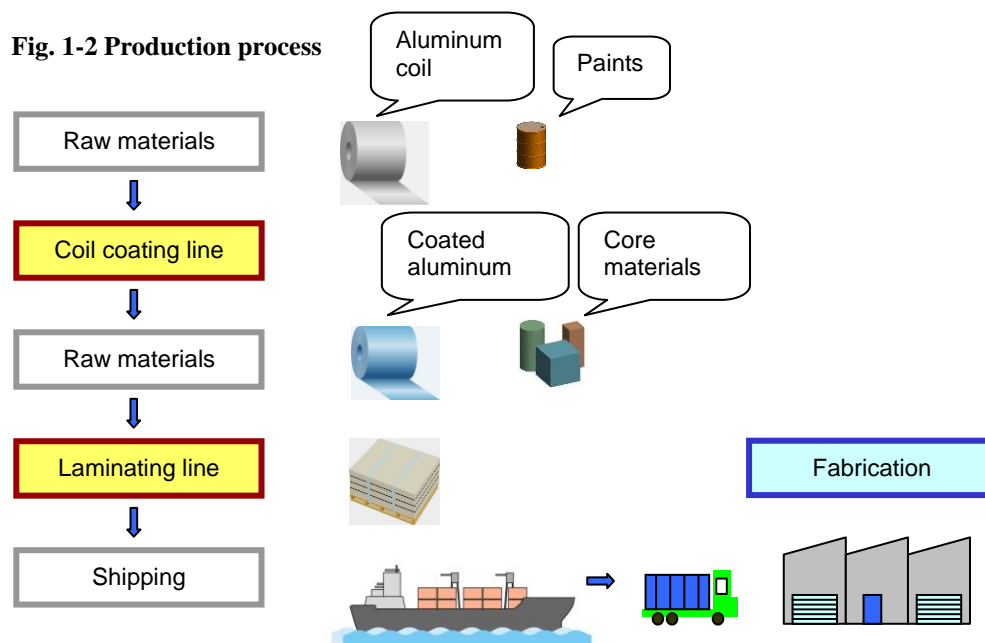 Fig. 1-2 Production process
Aluminum
coil
Paints
Raw materials
Coil coating line
Coated
aluminum
Core
materials
Raw materials
Laminating line
Fabrication
Shipping